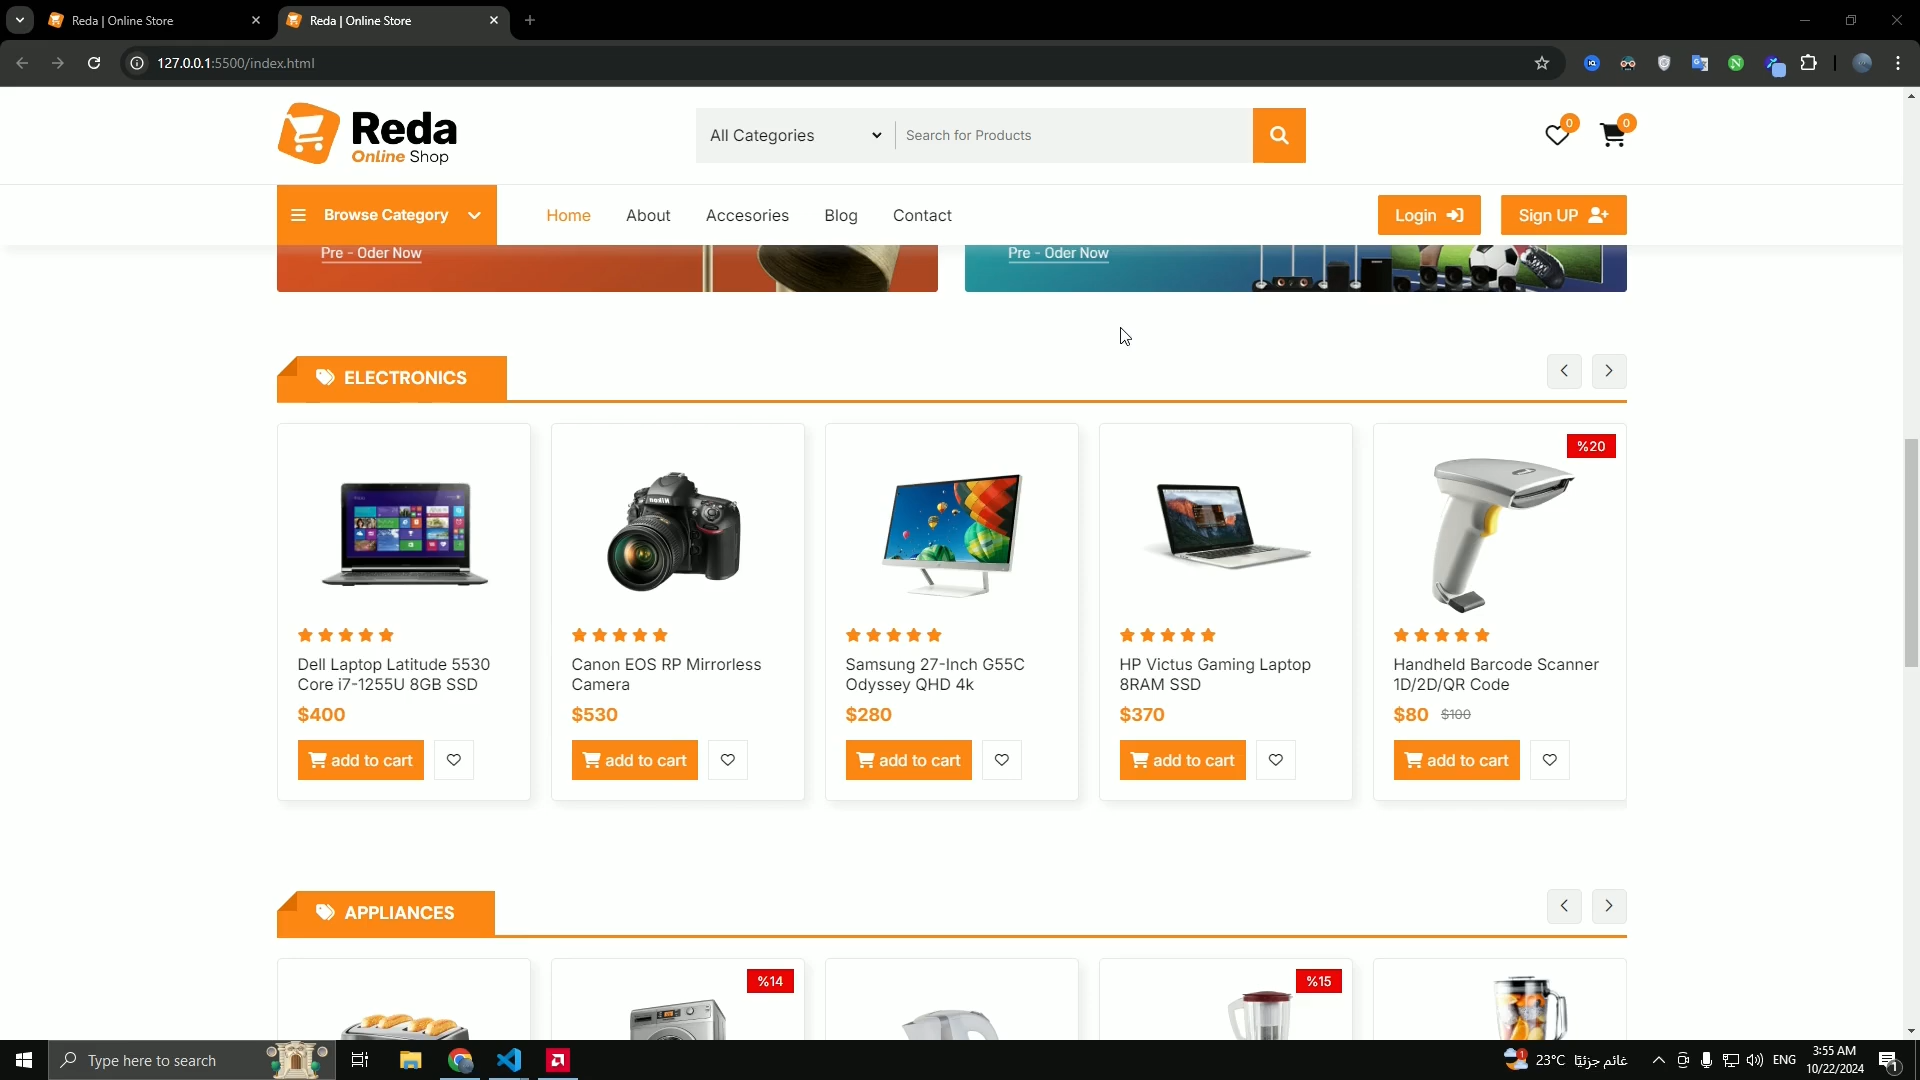 Reda | Online Store
Reda | Online Store
127.0.0.1:5500/index.html
Reda
Online Shop
All Categories
Search for Products
0
0
Browse Category
Home
About
Accesories
Blog
Contact
Login
Sign UP
Pre - Oder Now
Pre - Oder Now
ELECTRONICS
%20
Nikon
Dell Laptop Latitude 5530
Core i7-1255U 8GB SSD
$400
add to cart
Canon EOS RP Mirrorless
Camera
$530
add to cart
Samsung 27-Inch G55C
Odyssey QHD 4k
$280
add to cart
HP Victus Gaming Laptop
8RAM SSD
$370
add to cart
Handheld Barcode Scanner
1D/2D/QR Code
$80 $100
add to cart
APPLIANCES
%14
%15
Type here to search
1
23°C غائم جزئيًا
ENG
3:55 AM
10/22/2024
1